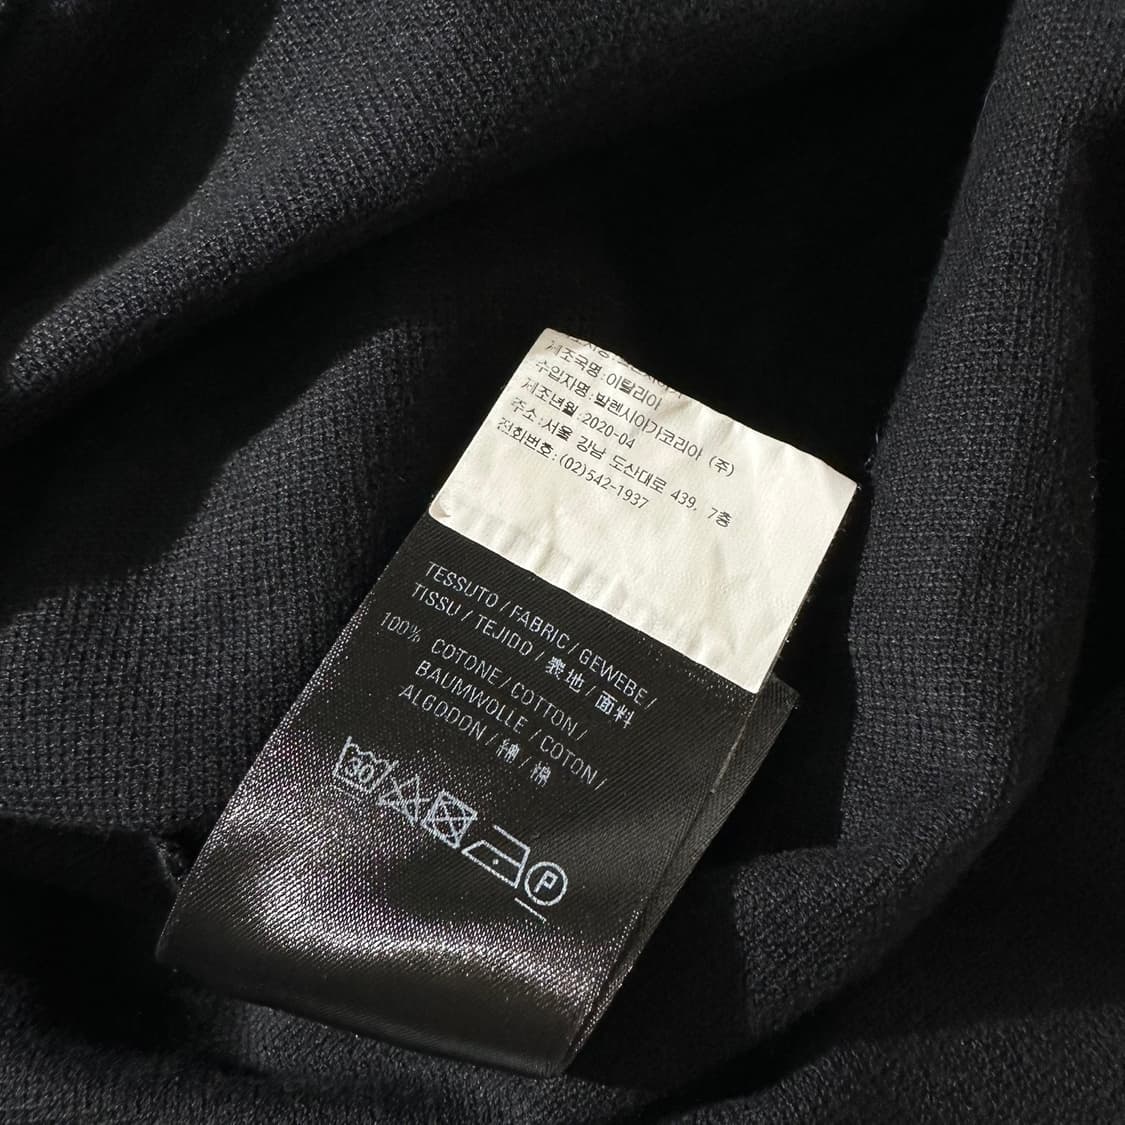 제조국명:이탈리아
수입자명:발렌시아가코리아 (주)
제조년월:2020-04
주소:서울 강남 도산대로 439, 7층
전화번호:(02)542-1937
TESSUTO / FABRIC / GEWEBE /
TISSU / TEJIDO / 表地 / 面料
100% COTONE / COTTON /
BAUMWOLLE / COTON /
ALGODON / 綿 / 棉
30
P